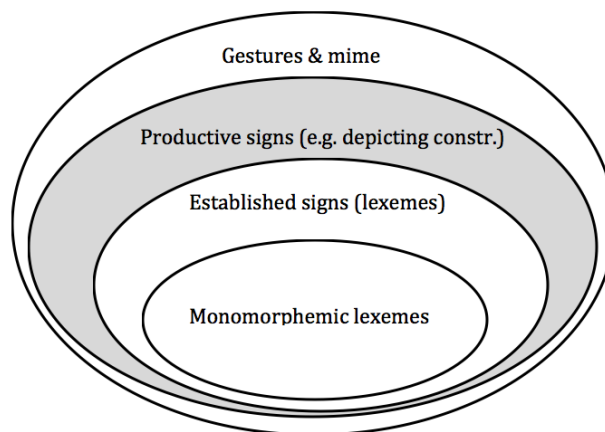 Gestures & mime
Productive signs (e.g. depicting constr.)
Established signs (lexemes)
Monomorphemic lexemes